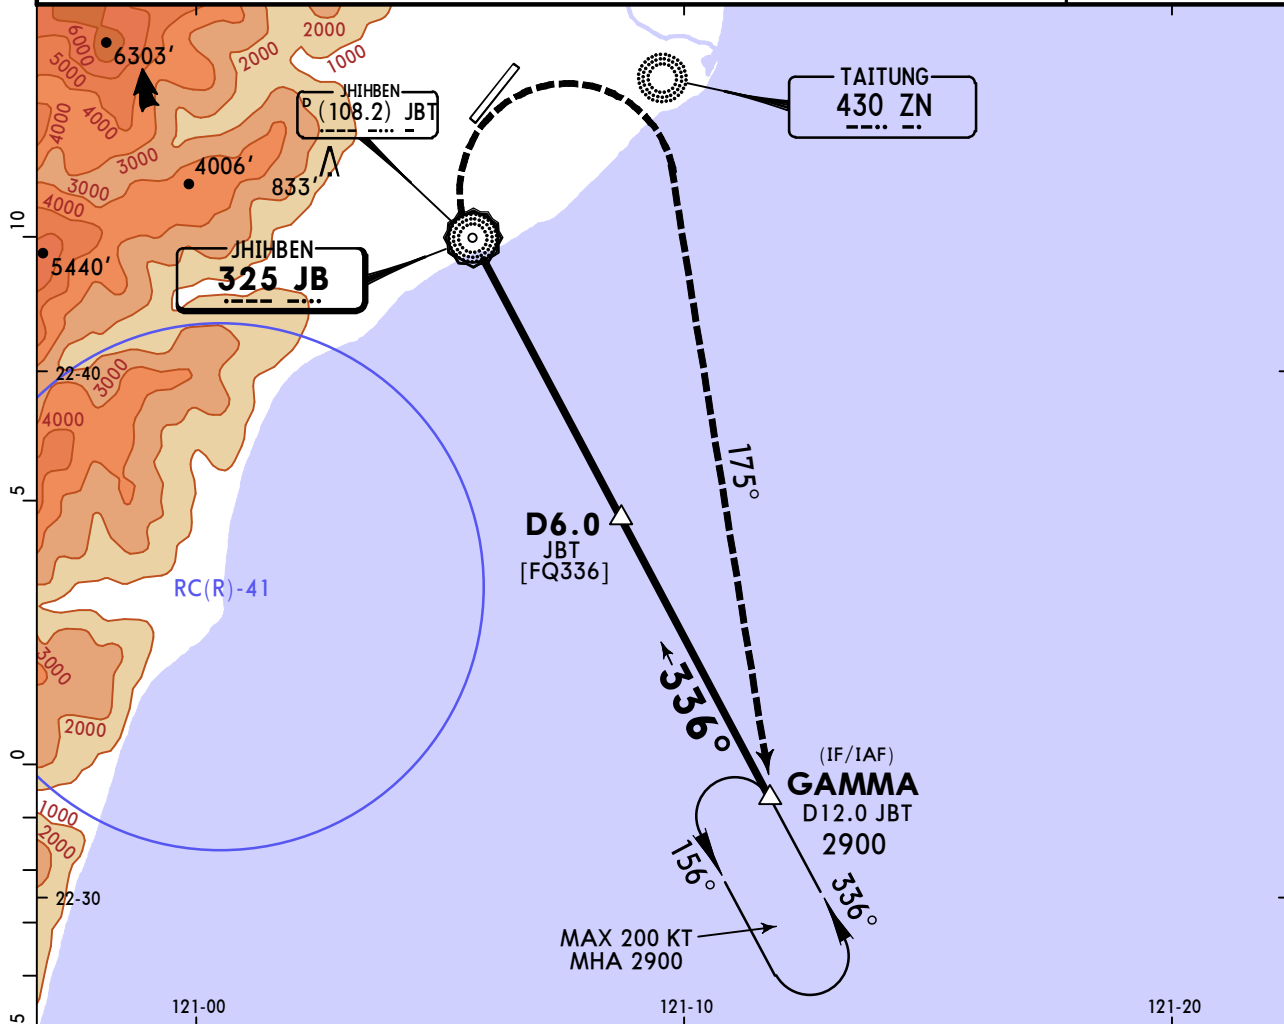 2000
1000
2000
6000
6303'
5000
4000
4000
3000
3000
4006'
4000
833'
5440'
JHIHBEN
D (108.2) JBT
JHIHBEN
325 JB
TAITUNG
430 ZN
10
22-40
3000
4000
175°
5
D6.0
JBT
[FQ336]
RC(R)-41
3000
2000
336°
0
(IF/IAF)
GAMMA
D12.0 JBT
2900
1000
2000
156°
336°
22-30
MAX 200 KT
MHA 2900
121-00
121-10
121-20
5